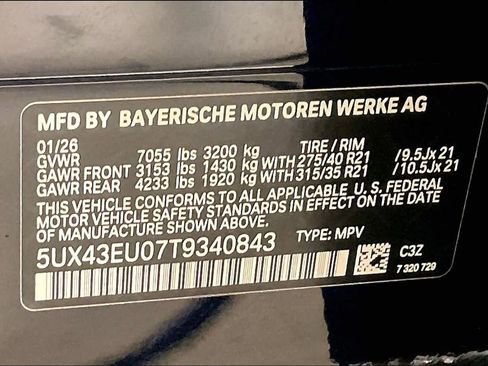 MFD BY BAYERISCHE MOTOREN WERKE AG
01/26 TIRE / RIM
GVWR 7055 lbs 3200 kg
GAWR FRONT 3153 lbs 1430 kg WITH 275/40 R21 /9.5Jx21
GAWR REAR 4233 lbs 1920 kg WITH 315/35 R21 /10.5Jx21
THIS VEHICLE CONFORMS TO ALL APPLICABLE U. S. FEDERAL
MOTOR VEHICLE SAFETY STANDARDS IN EFFECT ON THE DATE
OF MANUFACTURE SHOWN ABOVE.
5UX43EU07T9340843 TYPE: MPV
C3Z
7 320 729